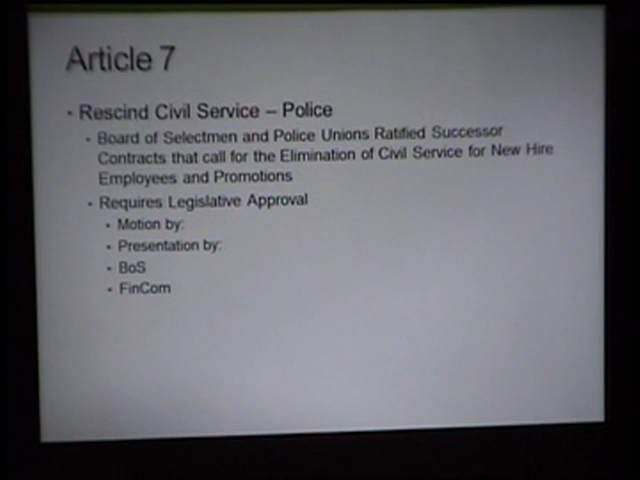 Article 7
• Rescind Civil Service – Police
• Board of Selectmen and Police Unions Ratified Successor
Contracts that call for the Elimination of Civil Service for New Hire
Employees and Promotions
• Requires Legislative Approval
• Motion by:
• Presentation by:
• BoS
• FinCom